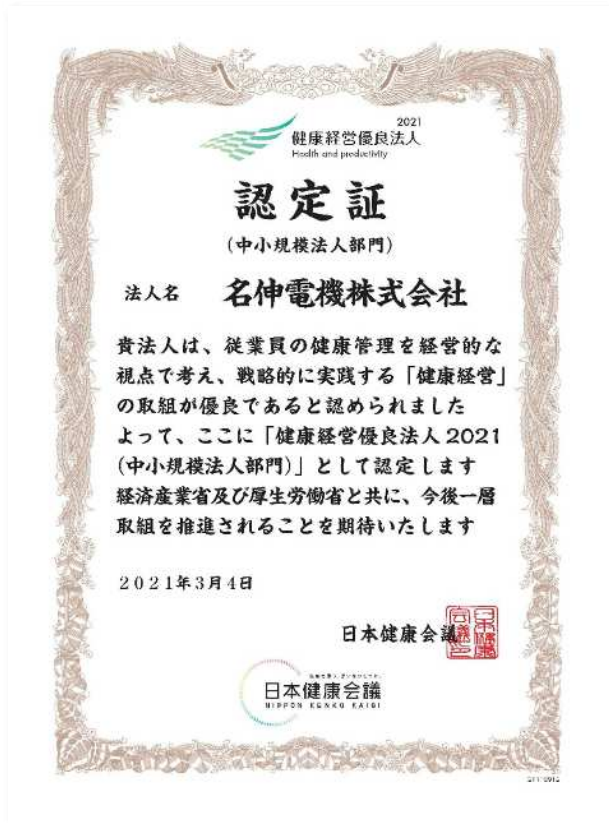 2021
健康経営優良法人
Health and productivity
認定証
(中小規模法人部門)
法人名 名伸電機株式会社
貴法人は、従業員の健康管理を経営的な
視点で考え、戦略的に実践する「健康経営」
の取組が優良であると認められました
よって、ここに「健康経営優良法人2021
(中小規模法人部門)」として認定します
経済産業省及び厚生労働省と共に、今後一層
取組を推進されることを期待いたします
2021年3月4日
日本健康会議
日本健康会議
NIPPON KENKO KAIGI